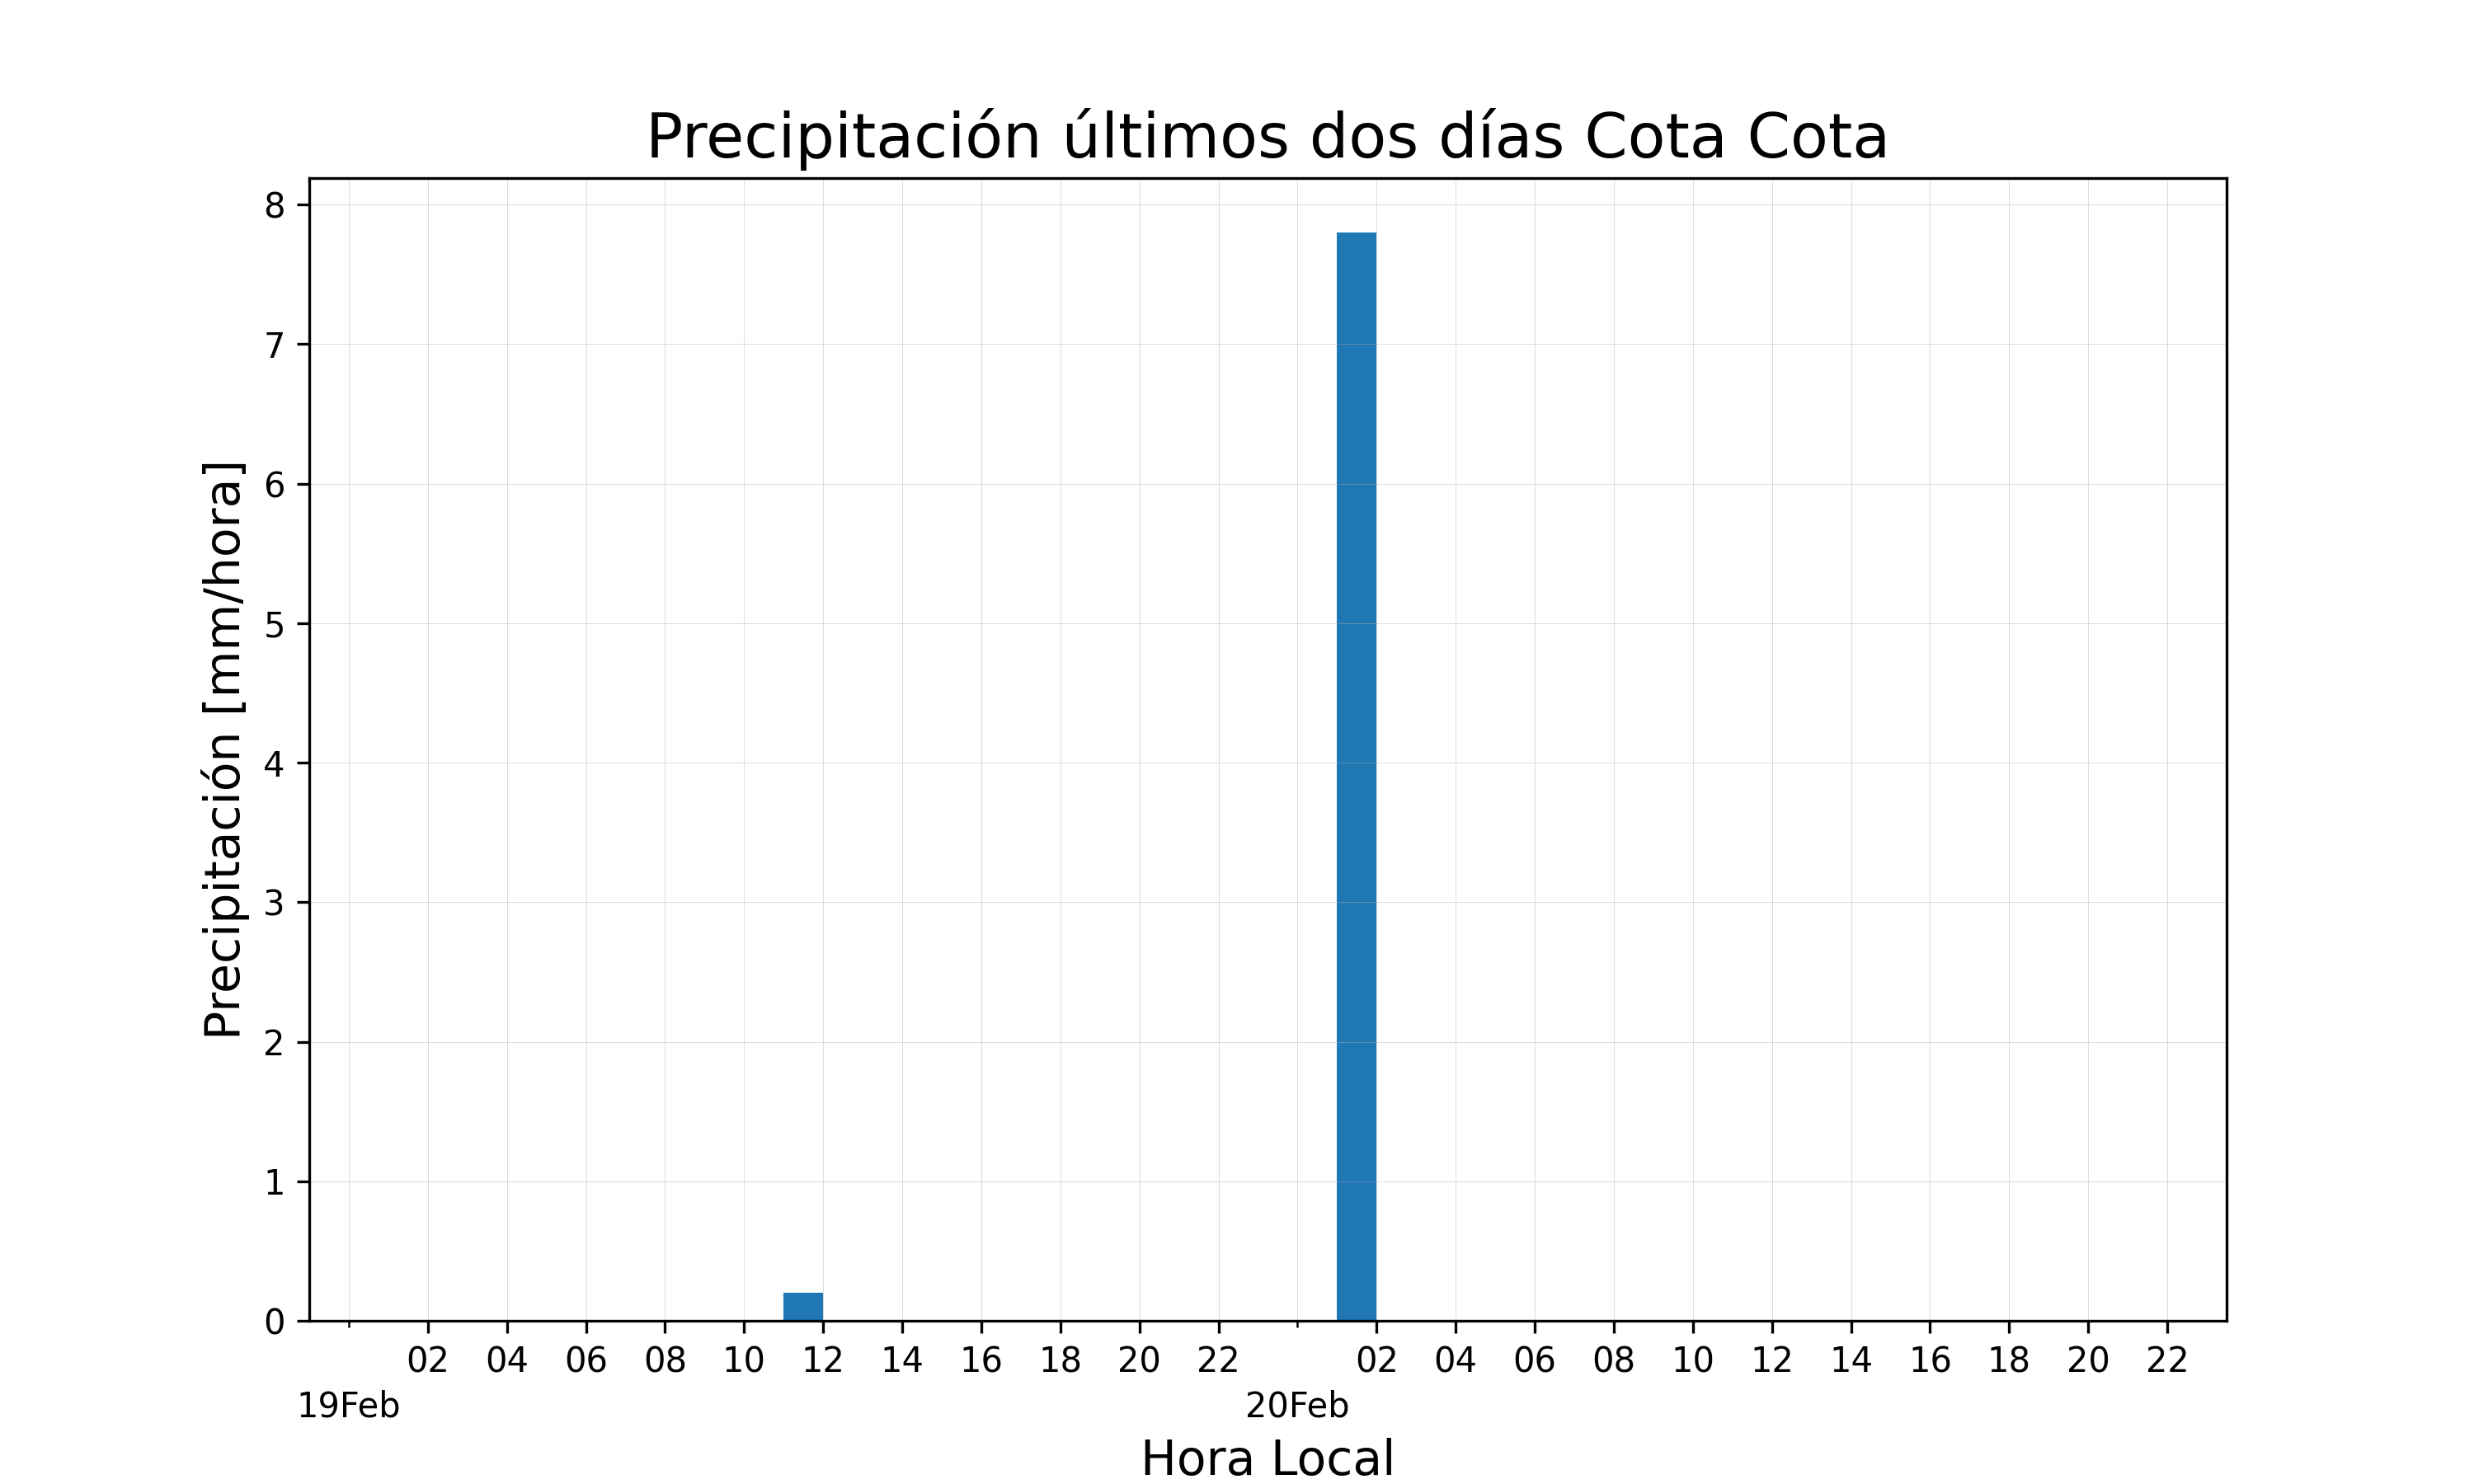 Precipitación últimos dos días Cota Cota
Precipitación [mm/hora]
8
7
6
5
4
3
2
1
0
02 04 06 08 10 12 14 16 18 20 22 02 04 06 08 10 12 14 16 18 20 22
19Feb 20Feb
Hora Local